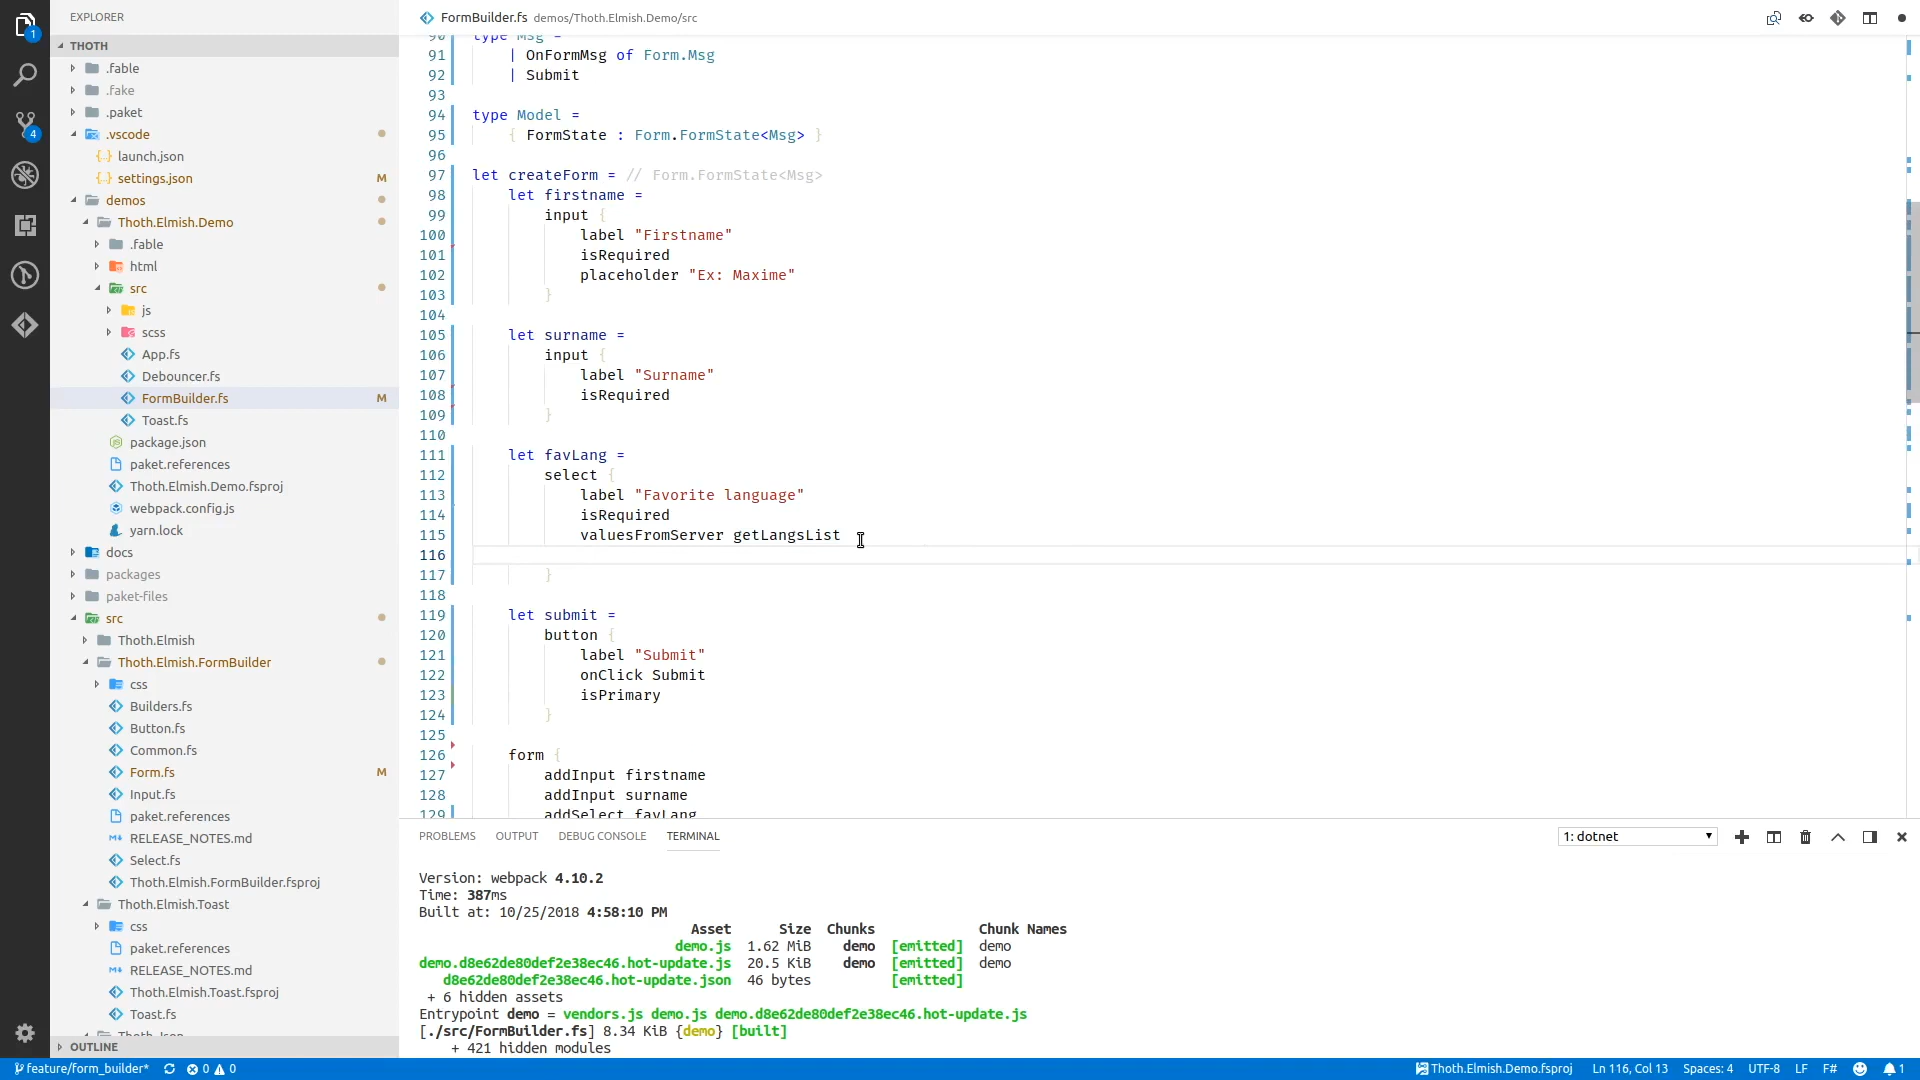 EXPLORER
THOTH
.fable
.fake
.paket
.vscode
{..} launch.json
{..} settings.json M
demos
Thoth.Elmish.Demo
.fable
html
src
js
scss
App.fs
Debouncer.fs
FormBuilder.fs M
Toast.fs
package.json
paket.references
Thoth.Elmish.Demo.fsproj
webpack.config.js
yarn.lock
docs
packages
paket-files
src
Thoth.Elmish
Thoth.Elmish.FormBuilder
css
Builders.fs
Button.fs
Common.fs
Form.fs M
Input.fs
paket.references
RELEASE_NOTES.md
Select.fs
Thoth.Elmish.FormBuilder.fsproj
Thoth.Elmish.Toast
css
paket.references
RELEASE_NOTES.md
Thoth.Elmish.Toast.fsproj
Toast.fs
Thoth.Json
OUTLINE
1
4
FormBuilder.fs demos/Thoth.Elmish.Demo/src
90 type Msg =
91 | OnFormMsg of Form.Msg
92 | Submit
93
94 type Model =
95 { FormState : Form.FormState<Msg> }
96
97 let createForm = // Form.FormState<Msg>
98 let firstname =
99 input {
100 label "Firstname"
101 isRequired
102 placeholder "Ex: Maxime"
103 }
104
105 let surname =
106 input {
107 label "Surname"
108 isRequired
109 }
110
111 let favLang =
112 select {
113 label "Favorite language"
114 isRequired
115 valuesFromServer getLangsList
116
117 }
118
119 let submit =
120 button {
121 label "Submit"
122 onClick Submit
123 isPrimary
124 }
125
126 form {
127 addInput firstname
128 addInput surname
129 addSelect favLang
PROBLEMS OUTPUT DEBUG CONSOLE TERMINAL
1: dotnet
Version: webpack 4.10.2
Time: 387ms
Built at: 10/25/2018 4:58:10 PM
Asset Size Chunks Chunk Names
demo.js 1.62 MiB demo [emitted] demo
demo.d8e62de80def2e38ec46.hot-update.js 20.5 KiB demo [emitted] demo
d8e62de80def2e38ec46.hot-update.json 46 bytes [emitted]
+ 6 hidden assets
Entrypoint demo = vendors.js demo.js demo.d8e62de80def2e38ec46.hot-update.js
[./src/FormBuilder.fs] 8.34 KiB {demo} [built]
+ 421 hidden modules
feature/form_builder* 0 0 Thoth.Elmish.Demo.fsproj Ln 116, Col 13 Spaces: 4 UTF-8 LF F# 1